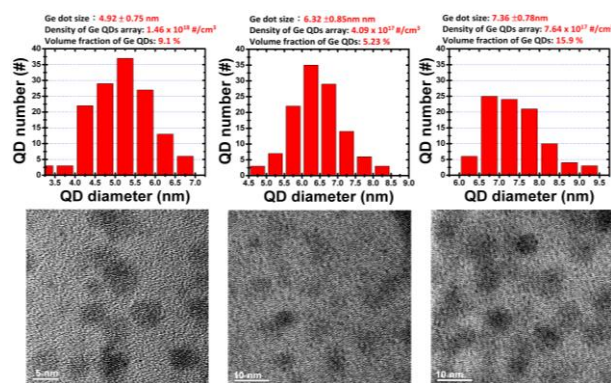 Ge dot size : 4.92 ± 0.75 nm
Density of Ge QDs array: 1.46 x 10¹⁸ #/cm³
Volume fraction of Ge QDs: 9.1 %
40
35
30
25
20
15
10
5
0
QD number (#)
3.5 4.0 4.5 5.0 5.5 6.0 6.5 7.0
QD diameter (nm)
5 nm
Ge dot size: 6.32 ±0.85nm nm
Density of Ge QDs array: 4.09 x 10¹⁷ #/cm³
Volume fraction of Ge QDs: 5.23 %
40
35
30
25
20
15
10
5
0
QD number (#)
4.5 5.0 5.5 6.0 6.5 7.0 7.5 8.0 8.5 9.0
QD diameter (nm)
10 nm
Ge dot size: 7.36 ±0.78nm
Density of Ge QDs array: 7.64 x 10¹⁷ #/cm³
Volume fraction of Ge QDs: 15.9 %
40
35
30
25
20
15
10
5
0
QD number (#)
6.0 6.5 7.0 7.5 8.0 8.5 9.0 9.5
QD diameter (nm)
10 nm